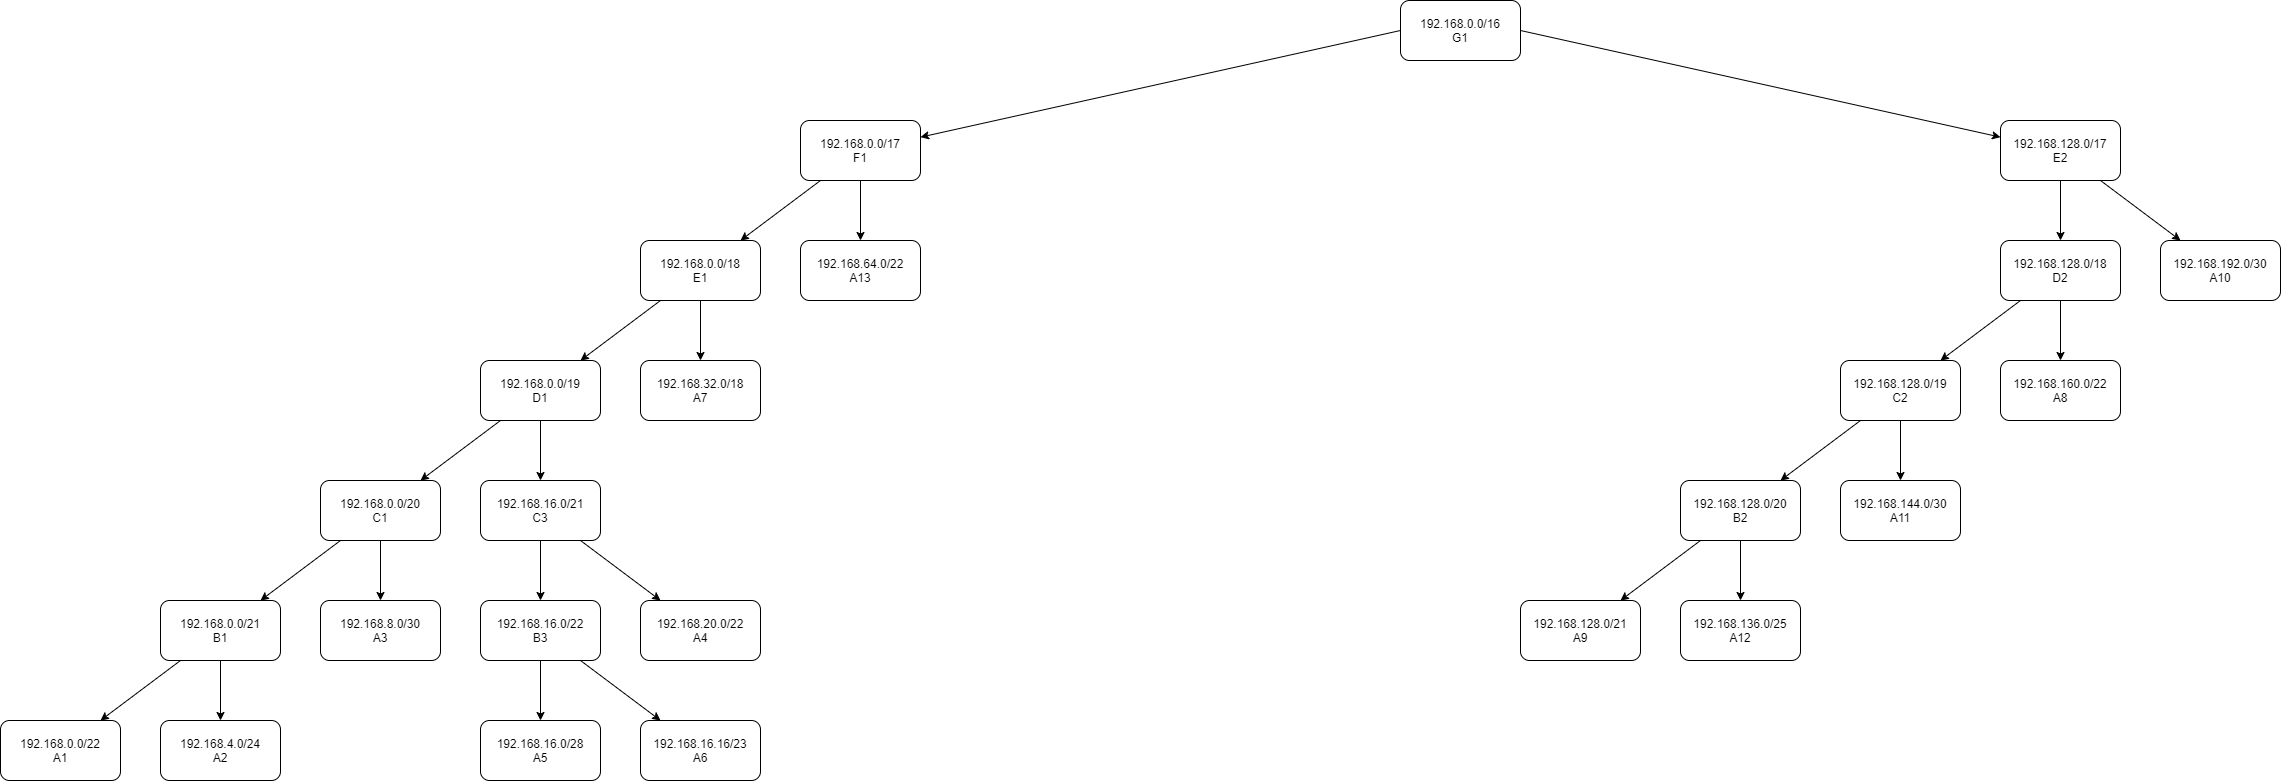 192.168.0.0/16
G1
192.168.0.0/17
F1
192.168.128.0/17
E2
192.168.0.0/18
E1
192.168.64.0/22
A13
192.168.128.0/18
D2
192.168.192.0/30
A10
192.168.0.0/19
D1
192.168.32.0/18
A7
192.168.128.0/19
C2
192.168.160.0/22
A8
192.168.0.0/20
C1
192.168.16.0/21
C3
192.168.128.0/20
B2
192.168.144.0/30
A11
192.168.0.0/21
B1
192.168.8.0/30
A3
192.168.16.0/22
B3
192.168.20.0/22
A4
192.168.128.0/21
A9
192.168.136.0/25
A12
192.168.0.0/22
A1
192.168.4.0/24
A2
192.168.16.0/28
A5
192.168.16.16/23
A6